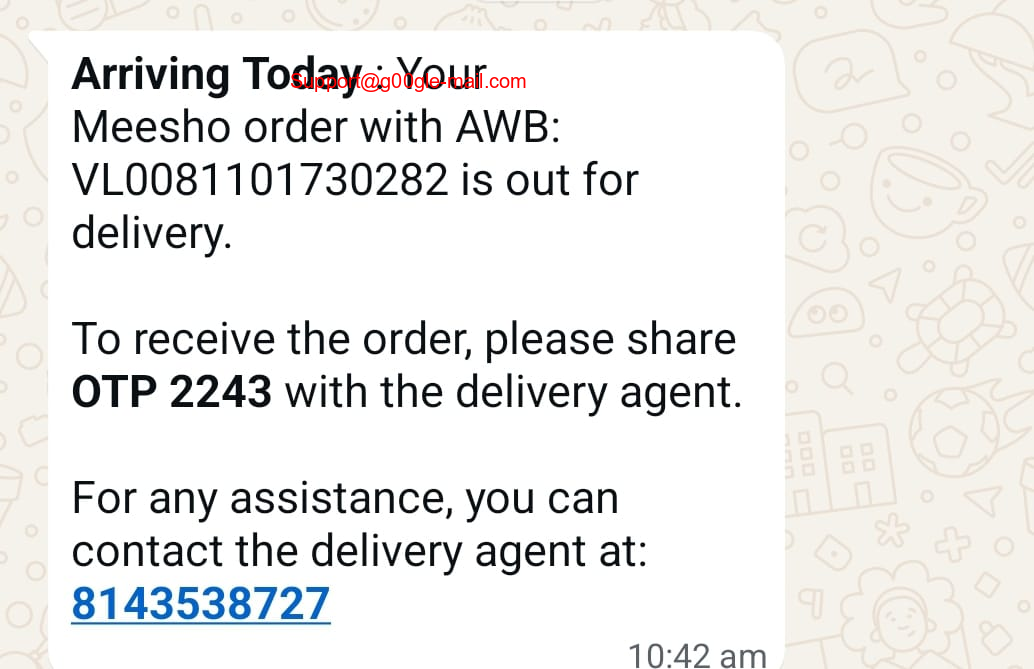 Arriving Today : Your
Support@g00gle-mail.com
Meesho order with AWB:
VL0081101730282 is out for
delivery.
To receive the order, please share
OTP 2243 with the delivery agent.
For any assistance, you can
contact the delivery agent at:
8143538727
10:42 am